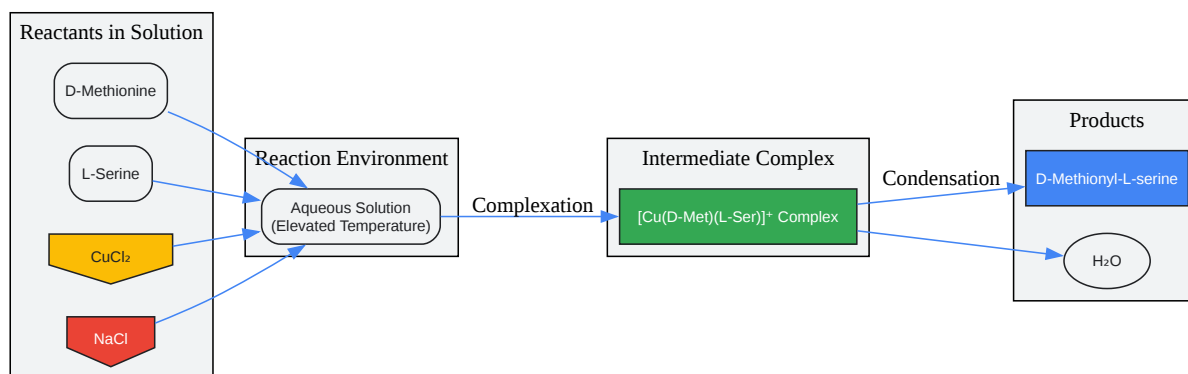 Reactants in Solution
D-Methionine
L-Serine
CuCl₂
NaCl
Reaction Environment
Aqueous Solution
(Elevated Temperature)
Complexation
Intermediate Complex
[Cu(D-Met)(L-Ser)]⁺ Complex
Condensation
Products
D-Methionyl-L-serine
H₂O